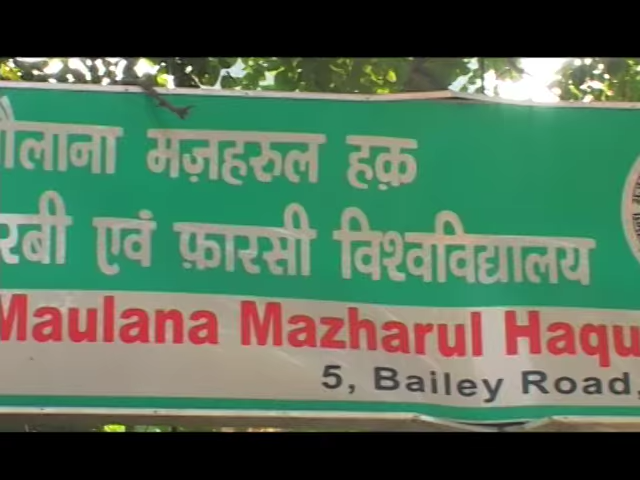 मौलाना मज़हरुल हक़
रबी एवं फ़ारसी विश्वविद्यालय
Maulana Mazharul Haqu
5, Bailey Road,